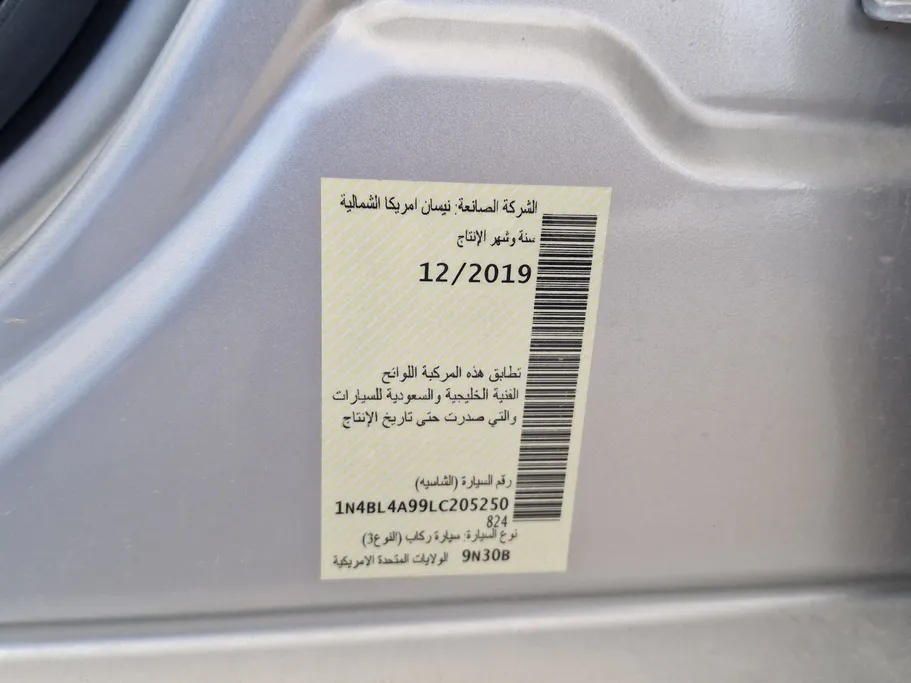 الشركة الصانعة: نيسان امريكا الشمالية
سنة وشهر الإنتاج
12/2019
تطابق هذه المركبة اللوائح
الفنية الخليجية والسعودية للسيارات
والتي صدرت حتى تاريخ الإنتاج
رقم السيارة (الشاسيه)
1N4BL4A99LC205250
824
نوع السيارة: سيارة ركاب (النوع3)
9N30B الولايات المتحدة الامريكية